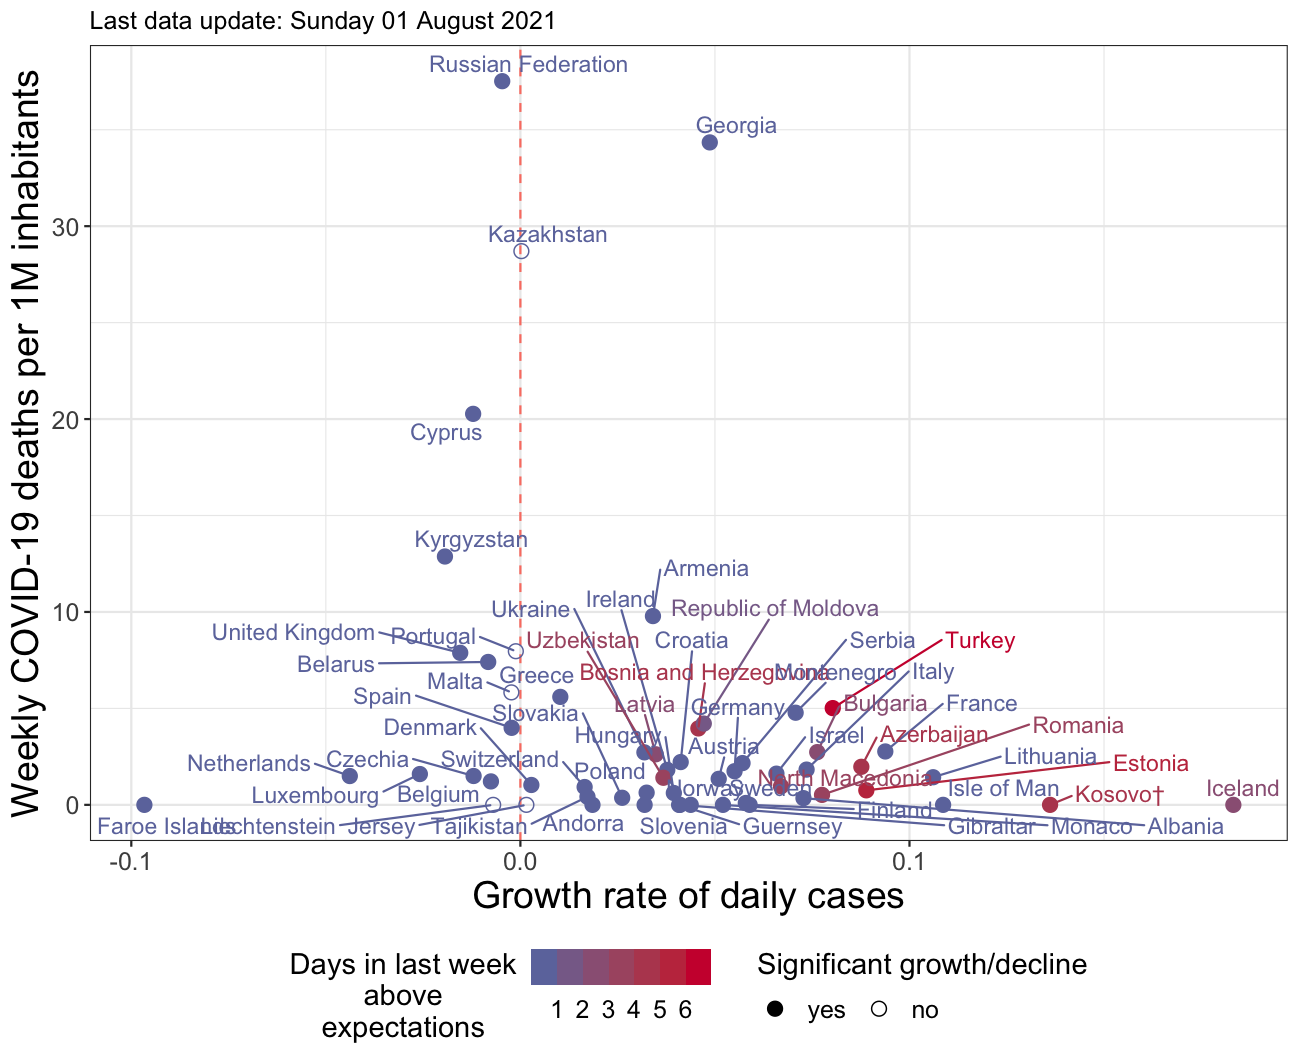 Last data update: Sunday 01 August 2021
Weekly COVID-19 deaths per 1M inhabitants
30
20
10
0
Russian Federation
Georgia
Kazakhstan
Cyprus
Kyrgyzstan
Armenia
Ukraine
Ireland
Republic of Moldova
United Kingdom
Portugal
Uzbekistan
Croatia
Serbia
Turkey
Belarus
Malta
Greece
Bosnia and Herzegovina
Montenegro
Italy
Spain
Slovakia
Latvia
Germany
Bulgaria
France
Denmark
Hungary
Austria
Israel
Azerbaijan
Romania
Netherlands
Czechia
Switzerland
Poland
North Macedonia
Lithuania
Estonia
Luxembourg
Belgium
Norway
Sweden
Isle of Man
Kosovo†
Iceland
Finland
Faroe Islands
Liechtenstein
Jersey
Tajikistan
Andorra
Slovenia
Guernsey
Gibraltar
Monaco
Albania
-0.1
0.0
0.1
Growth rate of daily cases
Days in last week
above
expectations
1 2 3 4 5 6
Significant growth/decline
yes
no